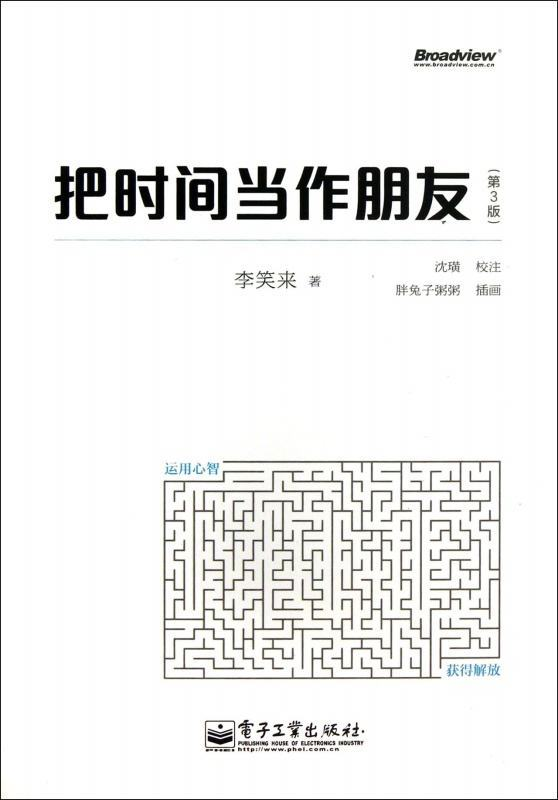 Broadview®
www.broadview.com.cn
把时间当作朋友
（第3版）
李笑来 著
沈璜 校注
胖兔子粥粥 插画
运用心智
获得解放
電子工業出版社.
PUBLISHING HOUSE OF ELECTRONICS INDUSTRY
PHEI
http://www.phei.com.cn